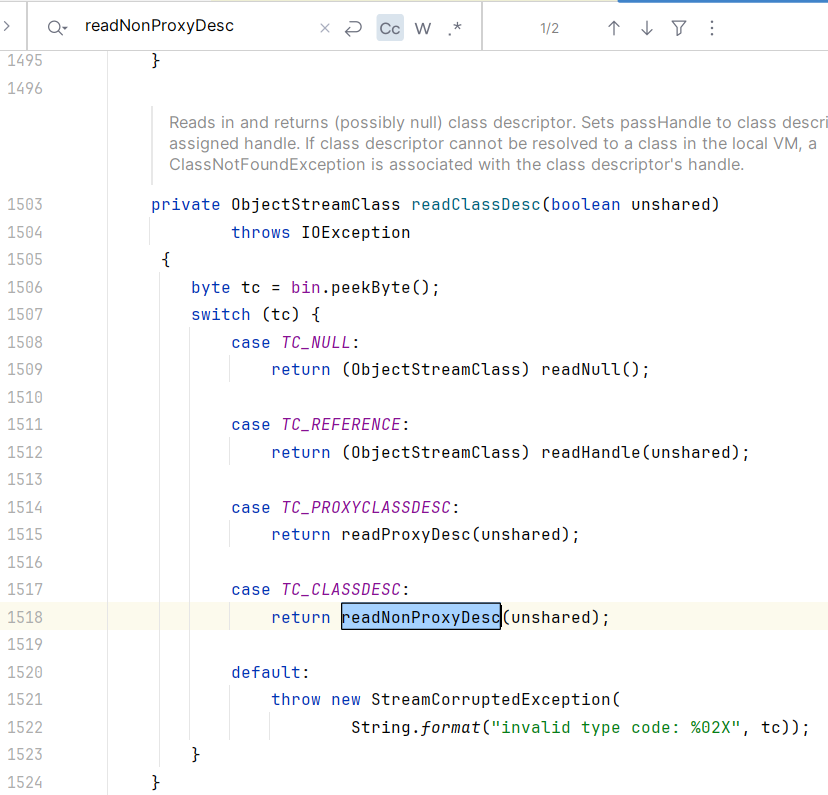 readNonProxyDesc
Cc W .*
1/2
1495 }
1496
Reads in and returns (possibly null) class descriptor. Sets passHandle to class descri
assigned handle. If class descriptor cannot be resolved to a class in the local VM, a
ClassNotFoundException is associated with the class descriptor's handle.
1503 private ObjectStreamClass readClassDesc(boolean unshared)
1504 throws IOException
1505 {
1506 byte tc = bin.peekByte();
1507 switch (tc) {
1508 case TC_NULL:
1509 return (ObjectStreamClass) readNull();
1510
1511 case TC_REFERENCE:
1512 return (ObjectStreamClass) readHandle(unshared);
1513
1514 case TC_PROXYCLASSDESC:
1515 return readProxyDesc(unshared);
1516
1517 case TC_CLASSDESC:
1518 return readNonProxyDesc(unshared);
1519
1520 default:
1521 throw new StreamCorruptedException(
1522 String.format("invalid type code: %02X", tc));
1523 }
1524 }